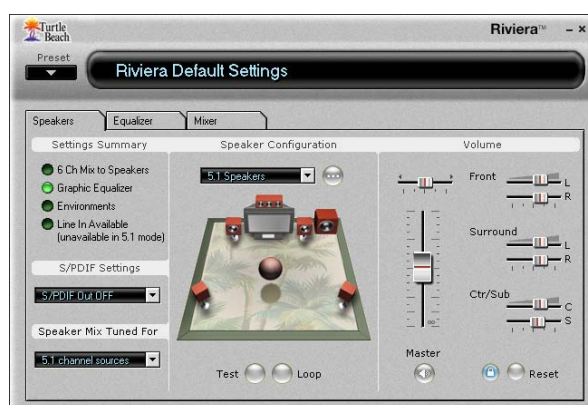 Turtle
Beach
Riviera™
Preset
Riviera Default Settings
Speakers
Equalizer
Mixer
Settings Summary
6 Ch Mix to Speakers
Graphic Equalizer
Environments
Line In Available
(unavailable in 5.1 mode)
S/PDIF Settings
S/PDIF Out OFF
Speaker Mix Tuned For
5.1 channel sources
Speaker Configuration
5.1 Speakers
Test
Loop
Volume
Front
L
R
Surround
L
R
Ctr/Sub
C
S
Master
Reset